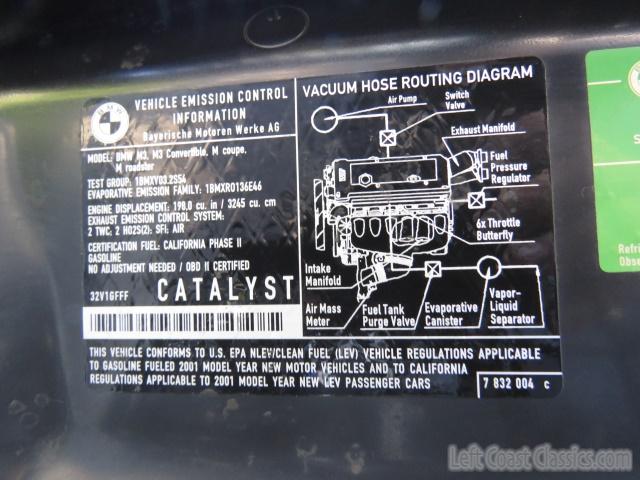 BMW
VEHICLE EMISSION CONTROL
INFORMATION
Bayerische Motoren Werke AG
MODEL: BMW M3, M3 Convertible, M coupe,
M roadster
TEST GROUP: 1BMXV03.2S54
EVAPORATIVE EMISSION FAMILY: 1BMXR0136E46
ENGINE DISPLACEMENT: 198.0 cu. in / 3245 cu. cm
EXHAUST EMISSION CONTROL SYSTEM:
2 TWC; 2 HO2S(2); SFI; AIR
CERTIFICATION FUEL: CALIFORNIA PHASE II
GASOLINE
NO ADJUSTMENT NEEDED / OBD II CERTIFIED
32V1GFFF
CATALYST
VACUUM HOSE ROUTING DIAGRAM
Air Pump
Switch
Valve
Exhaust Manifold
Fuel
Pressure
Regulator
6x Throttle
Butterfly
Intake
Manifold
Air Mass
Meter
Fuel Tank
Purge Valve
Evaporative
Canister
Vapor-
Liquid
Separator
THIS VEHICLE CONFORMS TO U.S. EPA NLEV/CLEAN FUEL (LEV) VEHICLE REGULATIONS APPLICABLE
TO GASOLINE FUELED 2001 MODEL YEAR NEW MOTOR VEHICLES AND TO CALIFORNIA
REGULATIONS APPLICABLE TO 2001 MODEL YEAR NEW LEV PASSENGER CARS
7 832 004 c
S
Refri
Obse
Left Coast Classics.com